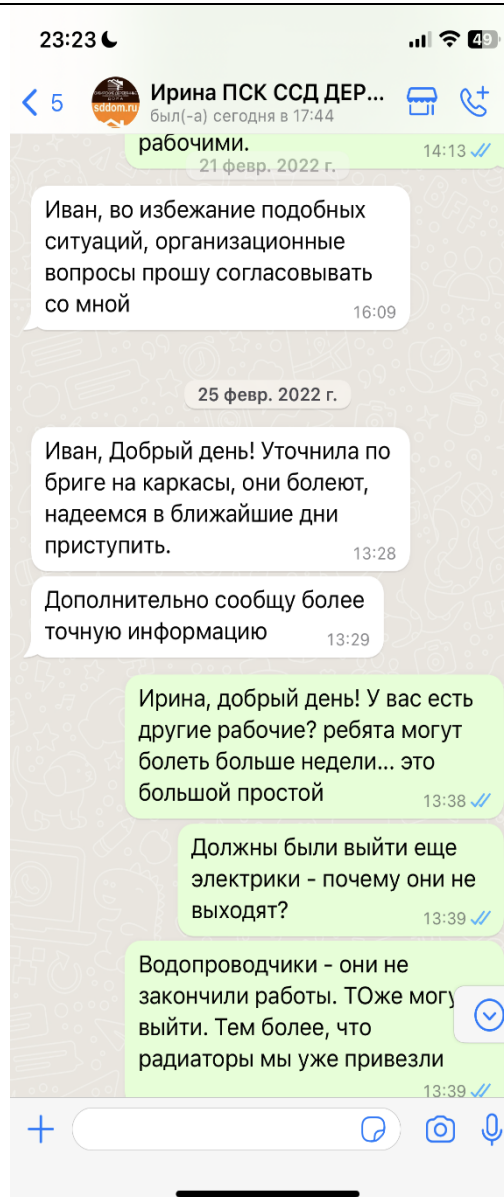 23:23
49
5
sddom.ru
Ирина ПСК ССД ДЕР...
был(-а) сегодня в 17:44
рабочими.
14:13
21 февр. 2022 г.
Иван, во избежание подобных
ситуаций, организационные
вопросы прошу согласовывать
со мной
16:09
25 февр. 2022 г.
Иван, Добрый день! Уточнила по
бриге на каркасы, они болеют,
надеемся в ближайшие дни
приступить.
13:28
Дополнительно сообщу более
точную информацию
13:29
Ирина, добрый день! У вас есть
другие рабочие? ребята могут
болеть больше недели... это
большой простой
13:38
Должны были выйти еще
электрики - почему они не
выходят?
13:39
Водопроводчики - они не
закончили работы. ТОже могу
выйти. Тем более, что
радиаторы мы уже привезли
13:39